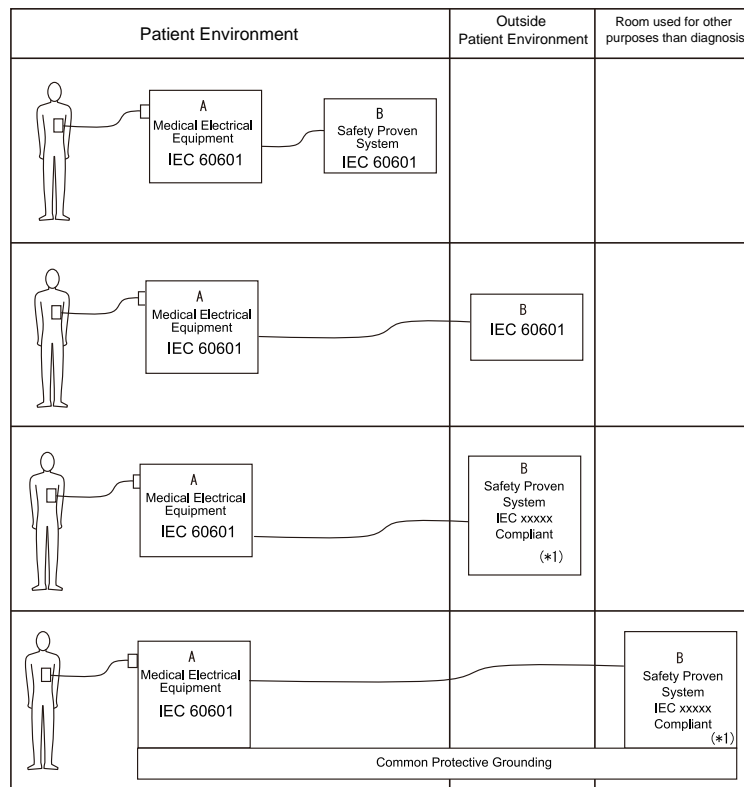 Patient Environment
Outside
Patient Environment
Room used for other
purposes than diagnosis
A
Medical Electrical
Equipment
IEC 60601
B
Safety Proven
System
IEC 60601
A
Medical Electrical
Equipment
IEC 60601
B
IEC 60601
A
Medical Electrical
Equipment
IEC 60601
B
Safety Proven
System
IEC xxxxx
Compliant
(*1)
A
Medical Electrical
Equipment
IEC 60601
B
Safety Proven
System
IEC xxxxx
Compliant
(*1)
Common Protective Grounding